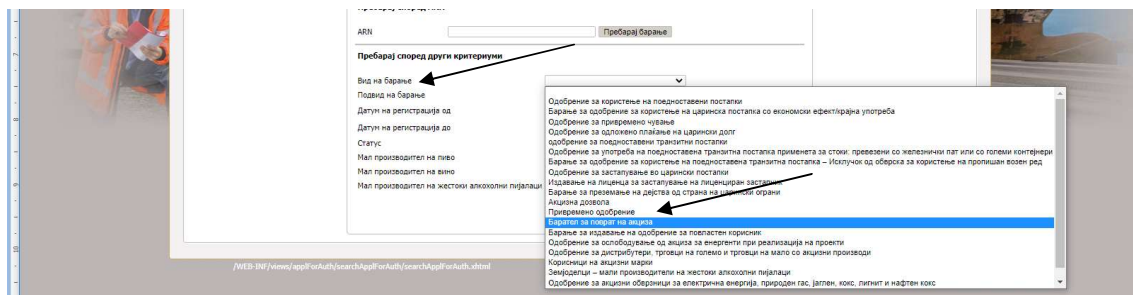 ARN
Пребарај барање
Пребарај според други критериуми
Вид на барање
Подвид на барање
Датум на регистрација од
Датум на регистрација до
Статус
Мал производител на пиво
Мал производител на вино
Мал производител на жестоки алкохолни пијалаци
Одобрение за користење на поедноставени постапки
Барање за одобрение за користење на царинска постапка со економски ефект/крајна употреба
Одобрение за привремено чување
Одобрение за одложено плаќање на царински долг
одобрение за поедноставени транзитни постапки
Одобрение за употреба на поедноставена транзитна постапка применета за стоки: превезени со железнички пат или со големи контејнери
Барање за одобрение за користење на поедноставена транзитна постапка – Исклучок од обврска за користење на пропишан возен ред
Одобрение за застапување во царински постапки
Издавање на лиценца за застапување на лиценциран застапник
Барање за преземање на дејства од страна на царински органи
Акцизна дозвола
Привремено одобрение
Барател за поврат на акциза
Барање за издавање на одобрение за повластен корисник
Одобрение за ослободување од акциза за енергенти при реализација на проекти
Одобрение за дистрибутери, трговци на големо и трговци на мало со акцизни производи
Корисници на акцизни марки
Земјоделци – мали производители на жестоки алкохолни пијалаци
Одобрение за акцизни обврзници за електрична енергија, природен гас, јаглен, кокс, лигнит и нафтен кокс
/WEB-INF/views/applForAuth/searchApplForAuth/searchApplForAuth.xhtml